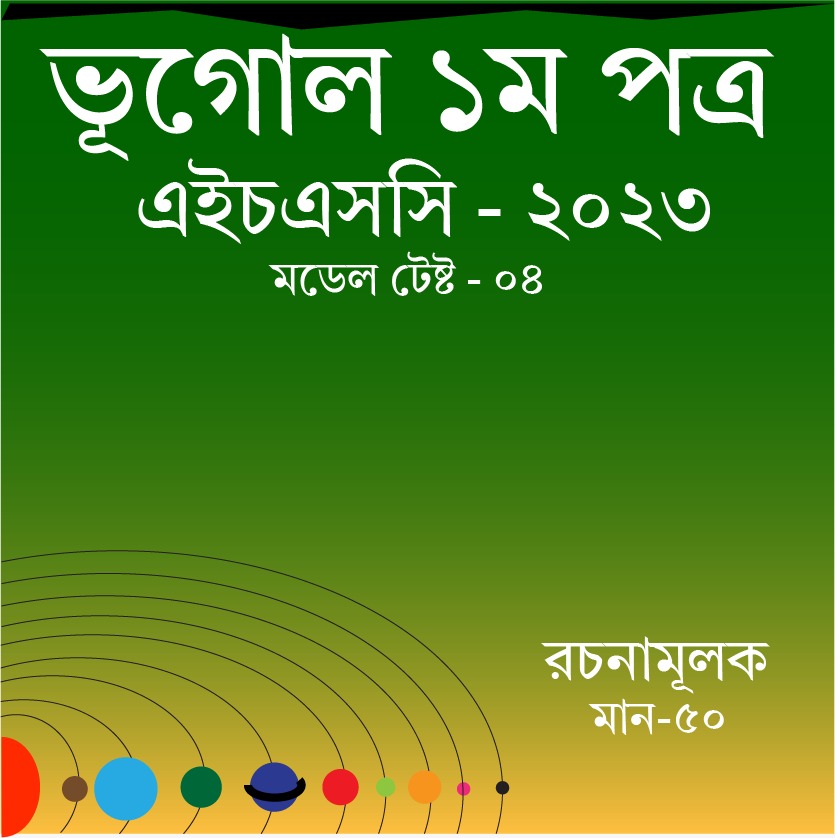 ভূগোল ১ম পত্র
এইচএসসি - ২০২৩
মডেল টেষ্ট - ০৪
রচনামূলক
মান-৫০